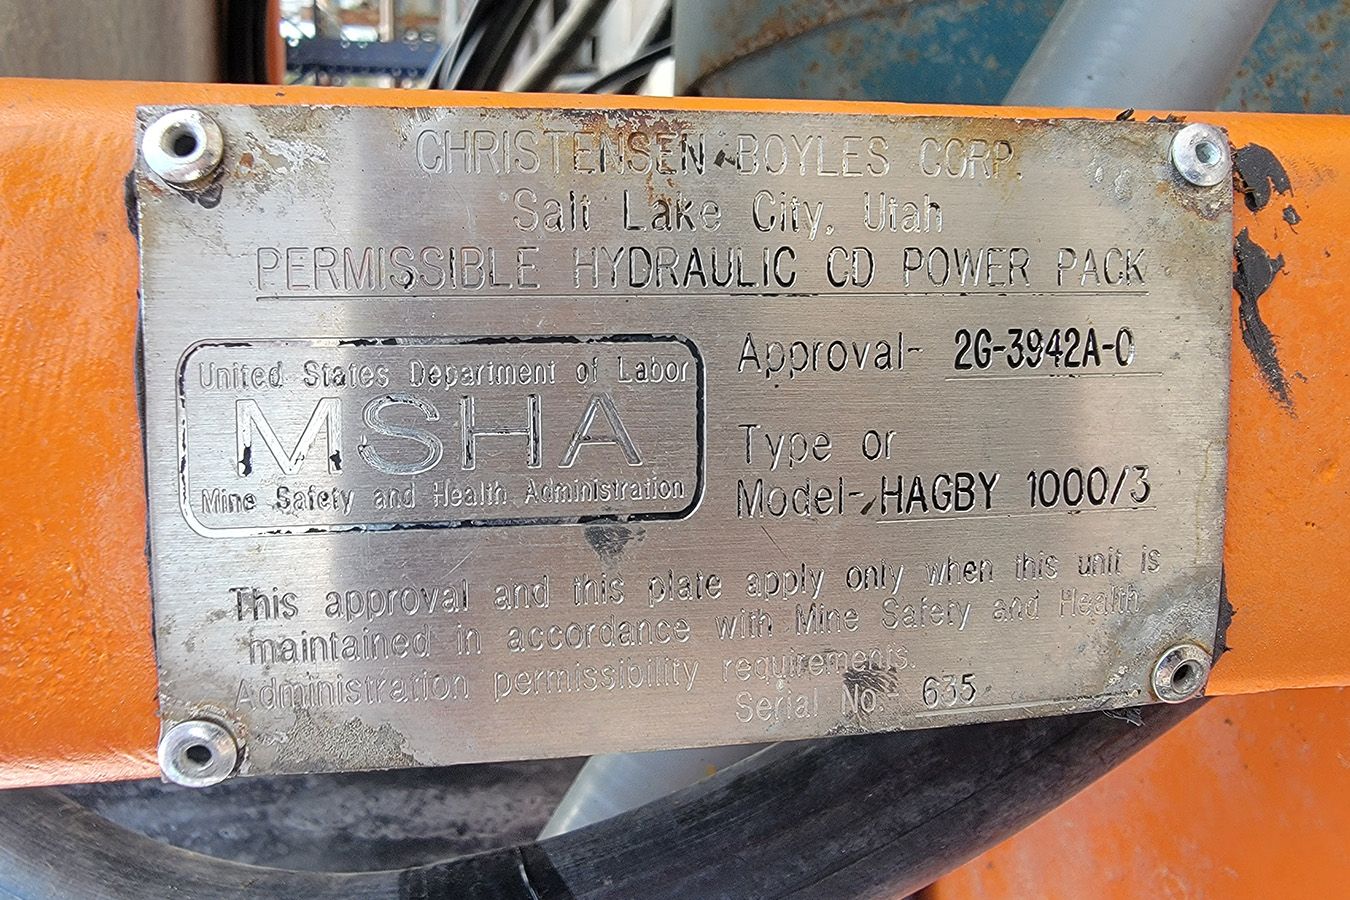 CHRISTENSEN BOYLES CORP.
Salt Lake City, Utah
PERMISSIBLE HYDRAULIC CD POWER PACK
United States Department of Labor
MSHA
Mine Safety and Health Administration
Approval- 2G-3942A-0
Type or
Model- HAGBY 1000/3
This approval and this plate apply only when this unit is
maintained in accordance with Mine Safety and Health
Administration permissibility requirements.
Serial No.- 635